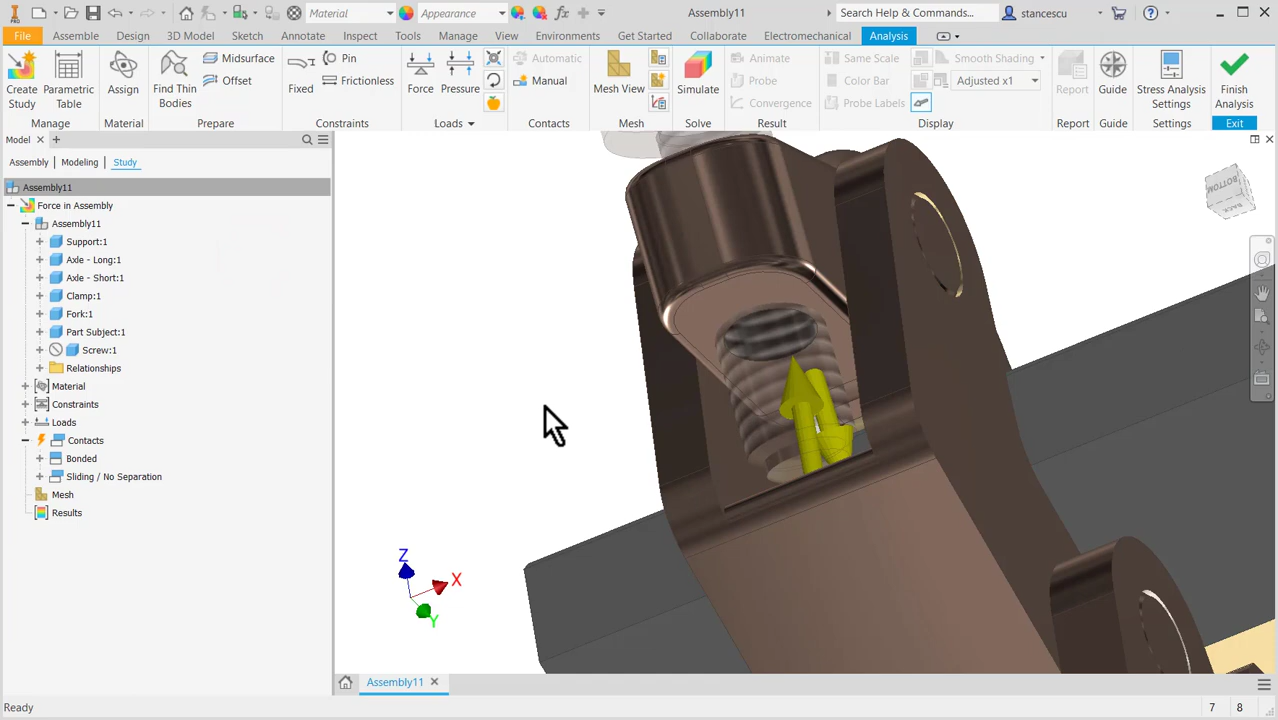 PRO
Material
Appearance
fx
Assembly11
Search Help & Commands...
stancescu
File
Assemble
Design
3D Model
Sketch
Annotate
Inspect
Tools
Manage
View
Environments
Get Started
Collaborate
Electromechanical
Analysis
Create Study
Parametric Table
Manage
Assign
Material
Find Thin Bodies
Midsurface
Offset
Prepare
Fixed
Pin
Frictionless
Constraints
Force
Pressure
Loads
Automatic
Manual
Contacts
Mesh View
Mesh
Simulate
Solve
Animate
Probe
Convergence
Result
Same Scale
Color Bar
Probe Labels
Smooth Shading
Adjusted x1
Display
Report
Report
Guide
Guide
Stress Analysis Settings
Settings
Finish Analysis
Exit
Model
Assembly
Modeling
Study
Assembly11
Force in Assembly
Assembly11
Support:1
Axle - Long:1
Axle - Short:1
Clamp:1
Fork:1
Part Subject:1
Screw:1
Relationships
Material
Constraints
Loads
Contacts
Bonded
Sliding / No Separation
Mesh
Results
BOTTOM
BACK
Z
X
Y
Assembly11
Ready
7
8